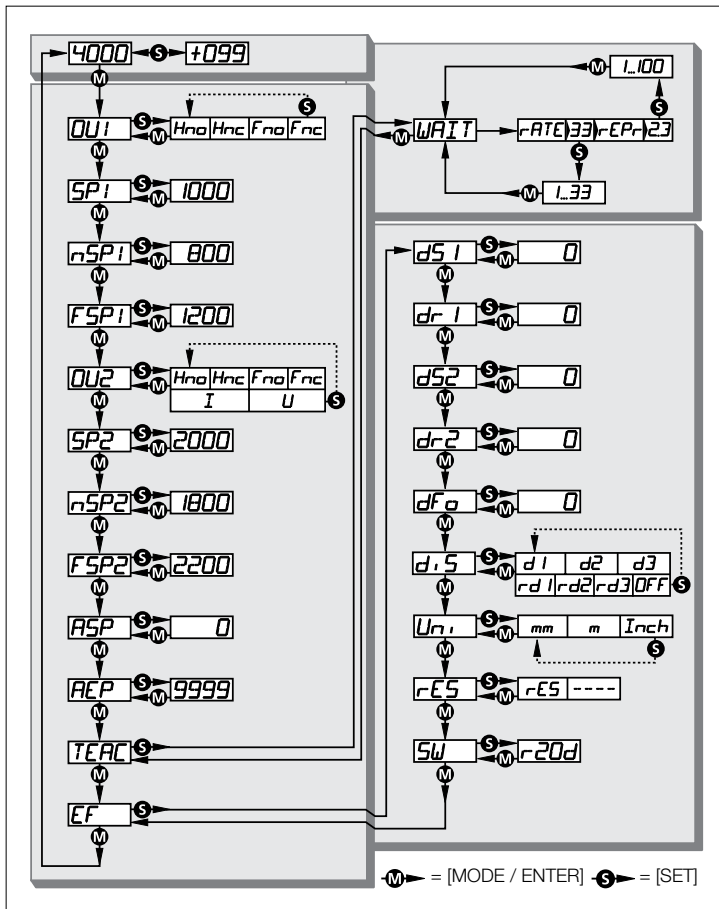 4000 S +099
M
OU1 S M Hno Hnc Fno Fnc S
M
SP1 S M 1000
M
nSP1 S M 800
M
FSP1 S M 1200
M
OU2 S M Hno Hnc Fno Fnc
I U S
M
SP2 S M 2000
M
nSP2 S M 1800
M
FSP2 S M 2200
M
ASP S M 0
M
AEP S M 9999
M
TEAC S
M
EF S
M
M 1...100
S
WAIT M rATE 33 rEPr 2.3
S
M 1...33
dS1 S M 0
M
dr1 S M 0
M
dS2 S M 0
M
dr2 S M 0
M
dFo S M 0
M
diS S M d1 d2 d3
rd1 rd2 rd3 OFF S
M
Uni S M mm m Inch
S
M
rES S M rES ----
M
SW S M r20d
M
M = [MODE / ENTER] S = [SET]